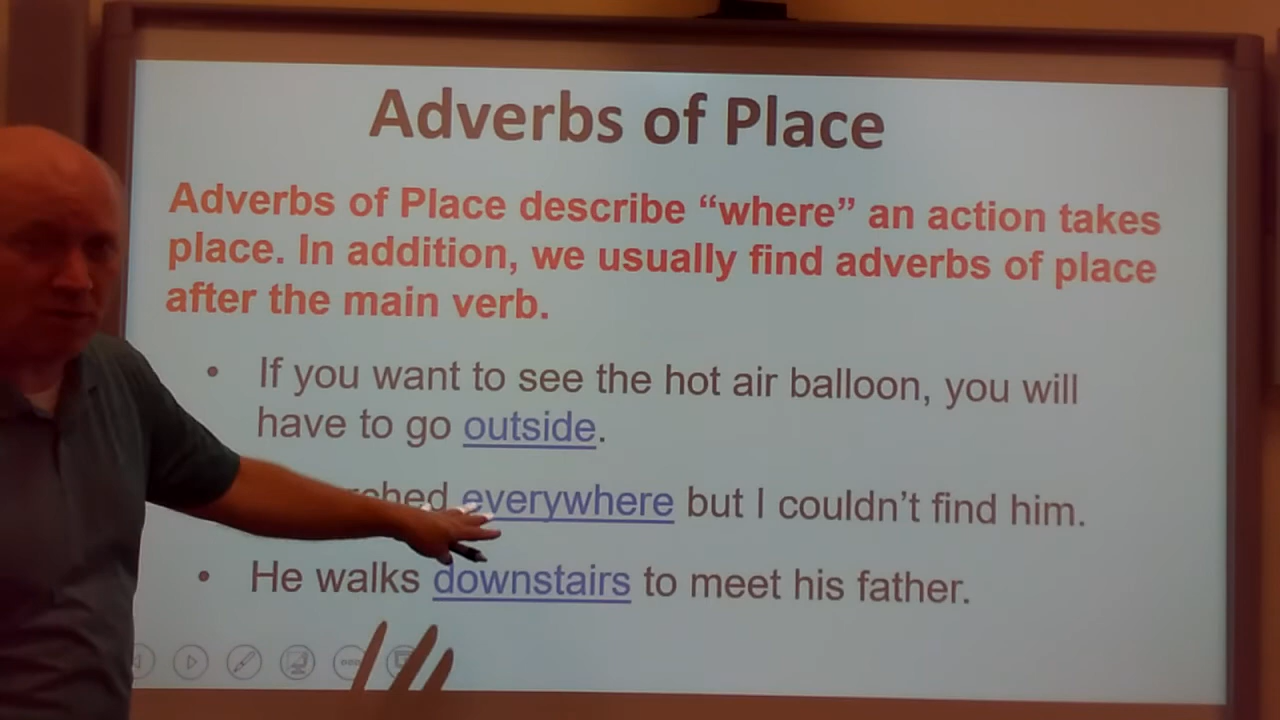 Adverbs of Place
Adverbs of Place describe “where” an action takes
place. In addition, we usually find adverbs of place
after the main verb.
• If you want to see the hot air balloon, you will
have to go outside.
everywhere but I couldn’t find him.
• He walks downstairs to meet his father.